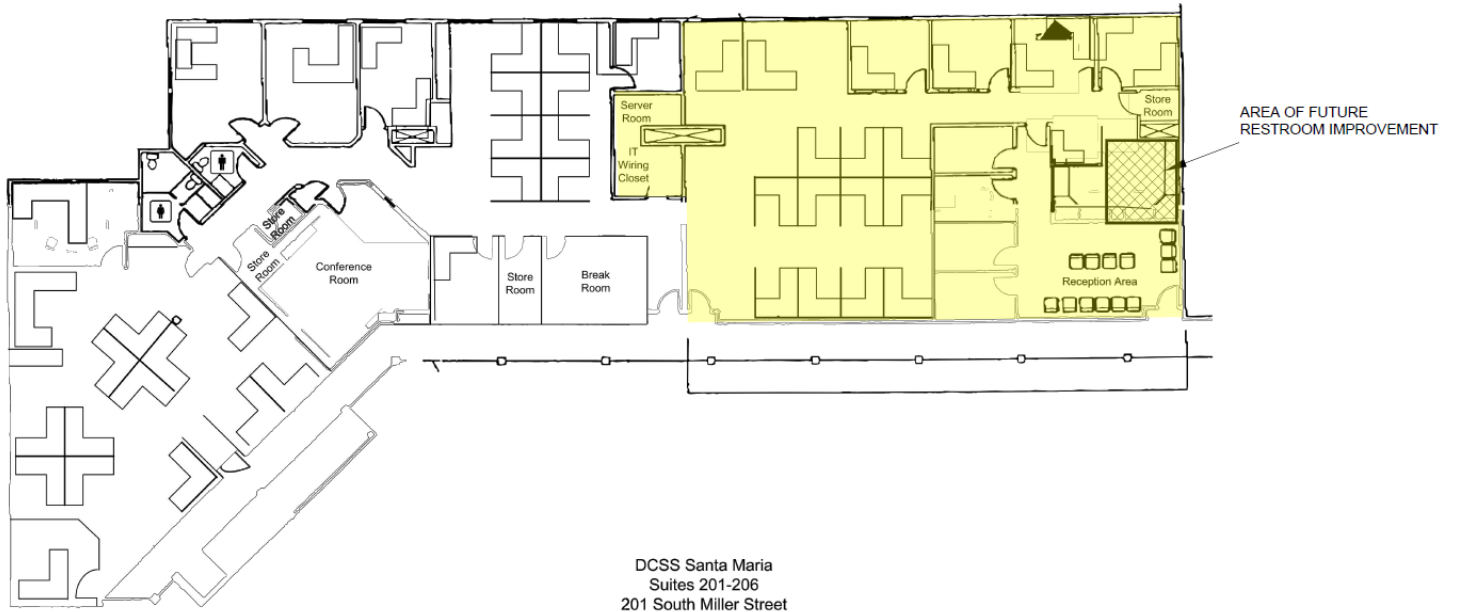 Server
Room
IT
Wiring
Closet
Store
Room
AREA OF FUTURE
RESTROOM IMPROVEMENT
Store
Room
Store
Room
Conference
Room
Store
Room
Break
Room
Reception Area
DCSS Santa Maria
Suites 201-206
201 South Miller Street